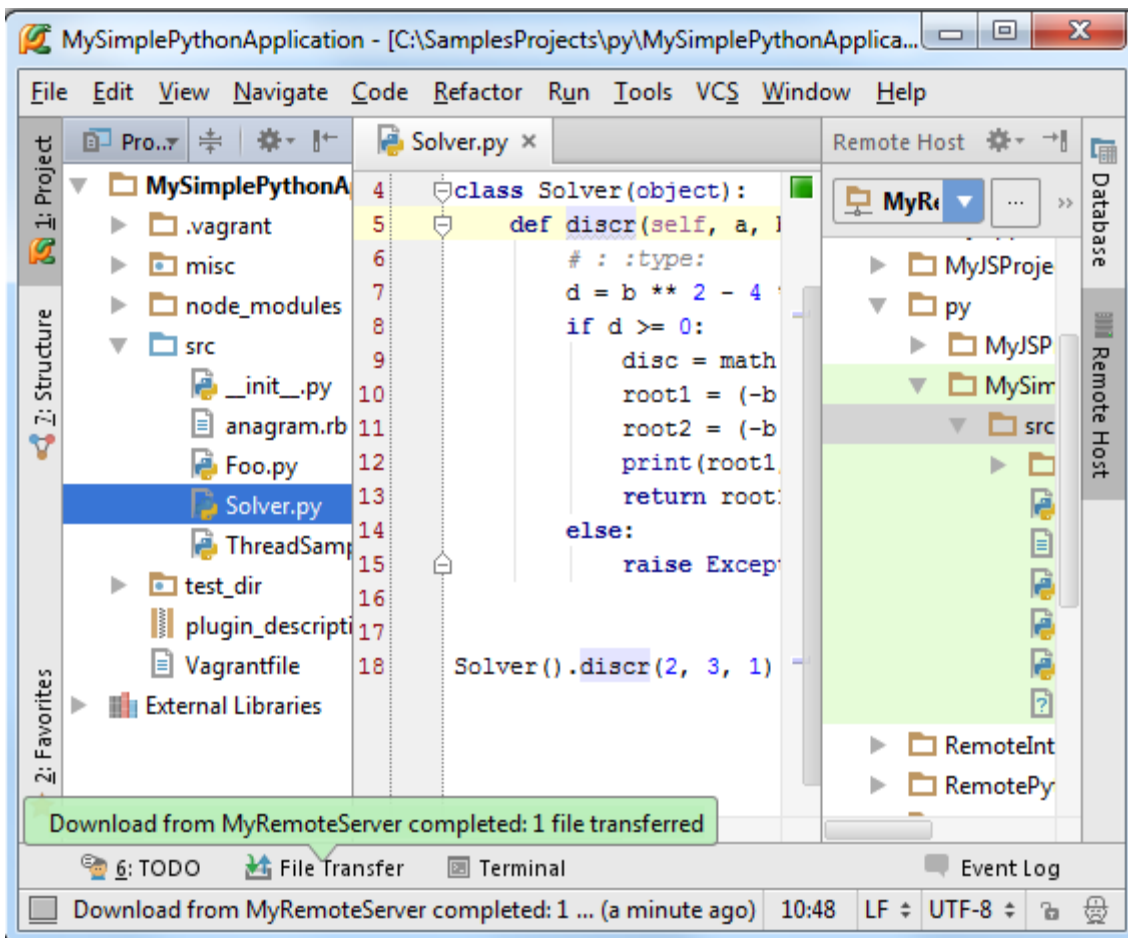 MySimplePythonApplication - [C:\SamplesProjects\py\MySimplePythonApplica...
File Edit View Navigate Code Refactor Run Tools VCS Window Help
Pro...
Solver.py ×
Remote Host
1: Project
7: Structure
2: Favorites
MySimplePythonA
.vagrant
misc
node_modules
src
__init__.py
anagram.rb
Foo.py
Solver.py
ThreadSamp
test_dir
plugin_descripti
Vagrantfile
External Libraries
4 class Solver(object):
5 def discr(self, a,
6 # : :type:
7 d = b ** 2 - 4
8 if d >= 0:
9 disc = math
10 root1 = (-b
11 root2 = (-b
12 print(root1
13 return root
14 else:
15 raise Excep
16
17
18 Solver().discr(2, 3, 1)
MyRe ... »
MyJSProje
py
MyJSP
MySim
src
RemoteInt
RemotePy
Database
Remote Host
Download from MyRemoteServer completed: 1 file transferred
6: TODO File Transfer Terminal Event Log
Download from MyRemoteServer completed: 1 ... (a minute ago) 10:48 LF UTF-8